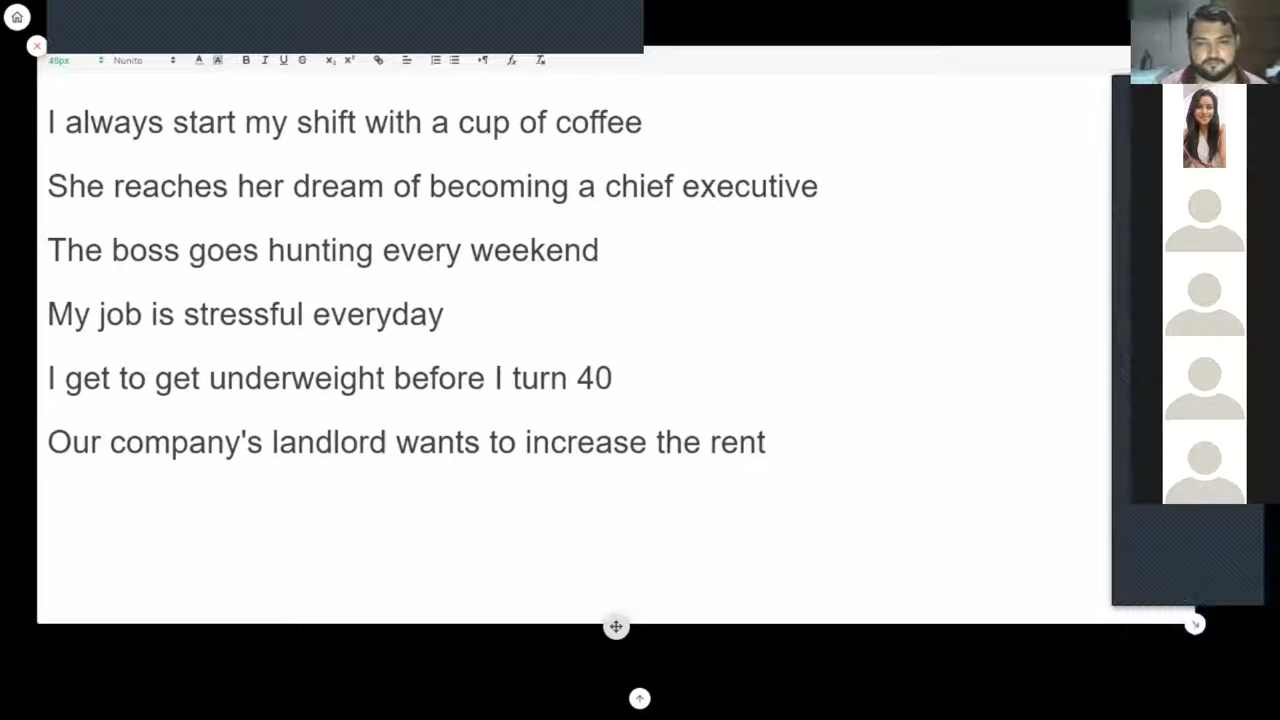 48px Nunito
I always start my shift with a cup of coffee
She reaches her dream of becoming a chief executive
The boss goes hunting every weekend
My job is stressful everyday
I get to get underweight before I turn 40
Our company's landlord wants to increase the rent